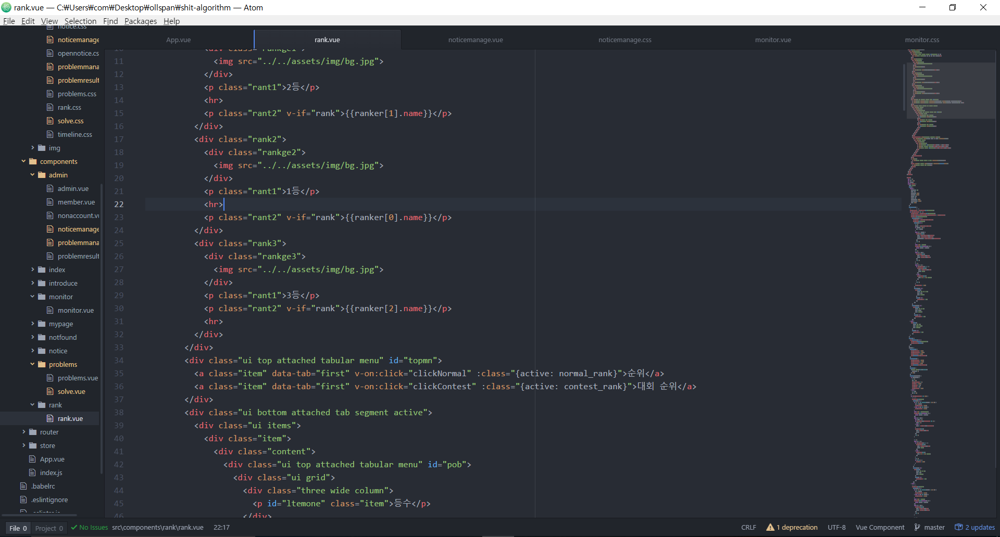 rank.vue — C:₩Users₩com₩Desktop₩ollspan₩shit-algorithm — Atom
File Edit View Selection Find Packages Help
notice.css
noticemanage
opennotice.cs
problemmana
problemresult
problems.css
rank.css
solve.css
timeline.css
img
components
admin
admin.vue
member.vue
nonaccount.vu
noticemanage
problemmana
problemresult
index
introduce
monitor
monitor.vue
mypage
notfound
notice
problems
problems.vue
solve.vue
rank
rank.vue
router
store
App.vue
index.js
.babelrc
.eslintignore
App.vue rank.vue noticemanage.vue noticemanage.css monitor.vue monitor.css
10 <div class="rankge1">
11 <img src="../../assets/img/bg.jpg">
12 </div>
13 <p class="rant1">2등</p>
14 <hr>
15 <p class="rant2" v-if="rank">{{ranker[1].name}}</p>
16 </div>
17 <div class="rank2">
18 <div class="rankge2">
19 <img src="../../assets/img/bg.jpg">
20 </div>
21 <p class="rant1">1등</p>
22 <hr>
23 <p class="rant2" v-if="rank">{{ranker[0].name}}</p>
24 </div>
25 <div class="rank3">
26 <div class="rankge3">
27 <img src="../../assets/img/bg.jpg">
28 </div>
29 <p class="rant1">3등</p>
30 <p class="rant2" v-if="rank">{{ranker[2].name}}</p>
31 <hr>
32 </div>
33 </div>
34 <div class="ui top attached tabular menu" id="topmn">
35 <a class="item" data-tab="first" v-on:click="clickNormal" :class="{active: normal_rank}">순위</a>
36 <a class="item" data-tab="first" v-on:click="clickContest" :class="{active: contest_rank}">대회 순위</a>
37 </div>
38 <div class="ui bottom attached tab segment active">
39 <div class="ui items">
40 <div class="item">
41 <div class="content">
42 <div class="ui top attached tabular menu" id="pob">
43 <div class="ui grid">
44 <div class="three wide column">
45 <p id="ltemone" class="item">등수</p>
46 </div>
File 0 Project 0 No Issues src\components\rank\rank.vue 22:17 CRLF 1 deprecation UTF-8 Vue Component master 2 updates